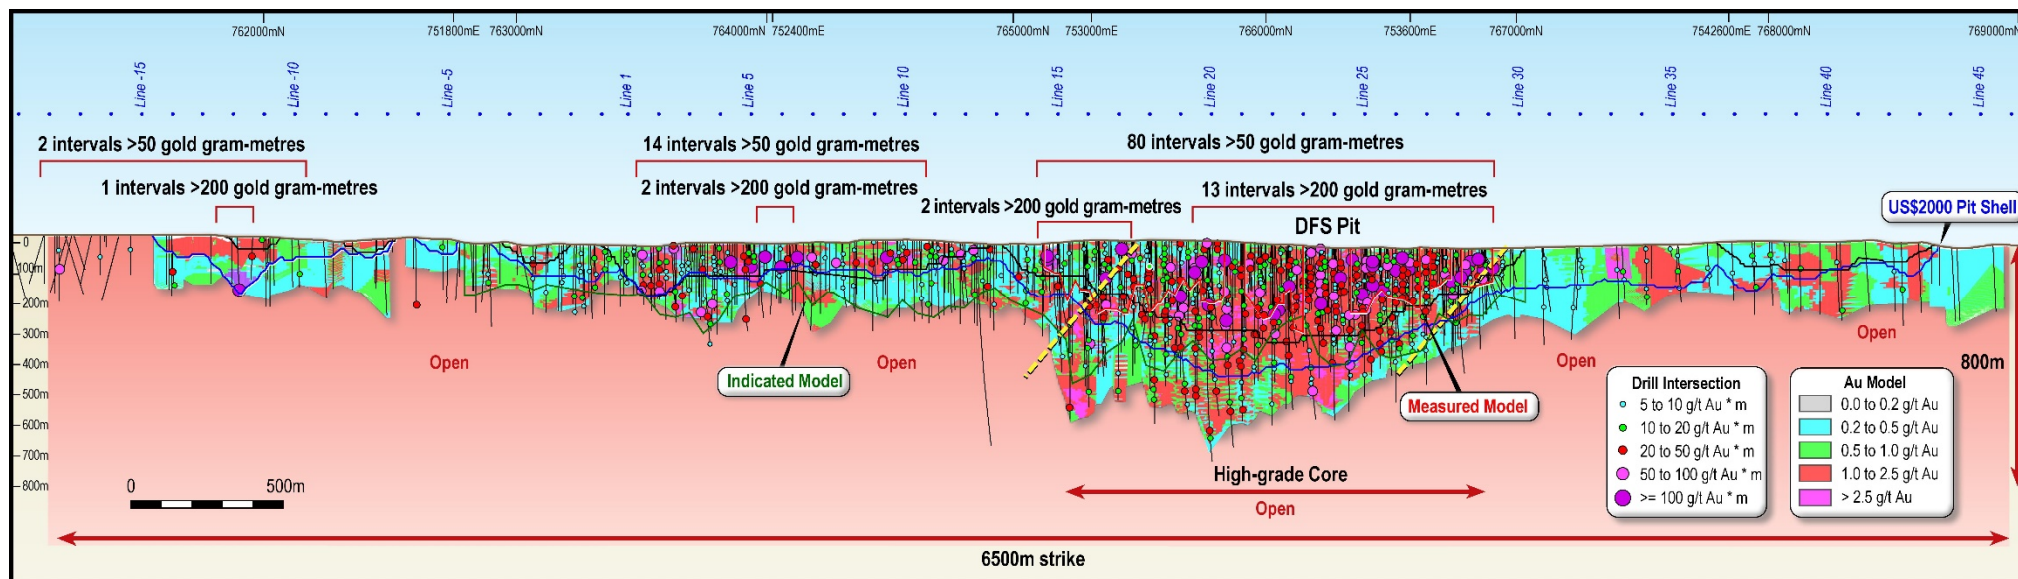 762000mN 751800mE 763000mN 764000mN 752400mE 765000mN 753000mE 766000mN 753600mE 767000mN 7542600mE 768000mN 769000mN
Line -15 Line -10 Line -5 Line 1 Line 5 Line 10 Line 15 Line 20 Line 25 Line 30 Line 35 Line 40 Line 45
2 intervals >50 gold gram-metres 14 intervals >50 gold gram-metres 80 intervals >50 gold gram-metres
1 intervals >200 gold gram-metres 2 intervals >200 gold gram-metres 13 intervals >200 gold gram-metres
2 intervals >200 gold gram-metres
US$2000 Pit Shell
DFS Pit
0
100m
200m
300m
400m
500m
600m
700m
800m
Open Open Open Open
800m
Indicated Model
Measured Model
High-grade Core
Open
0 500m
6500m strike
Drill Intersection
5 to 10 g/t Au * m
10 to 20 g/t Au * m
20 to 50 g/t Au * m
50 to 100 g/t Au * m
>= 100 g/t Au * m
Au Model
0.0 to 0.2 g/t Au
0.2 to 0.5 g/t Au
0.5 to 1.0 g/t Au
1.0 to 2.5 g/t Au
> 2.5 g/t Au